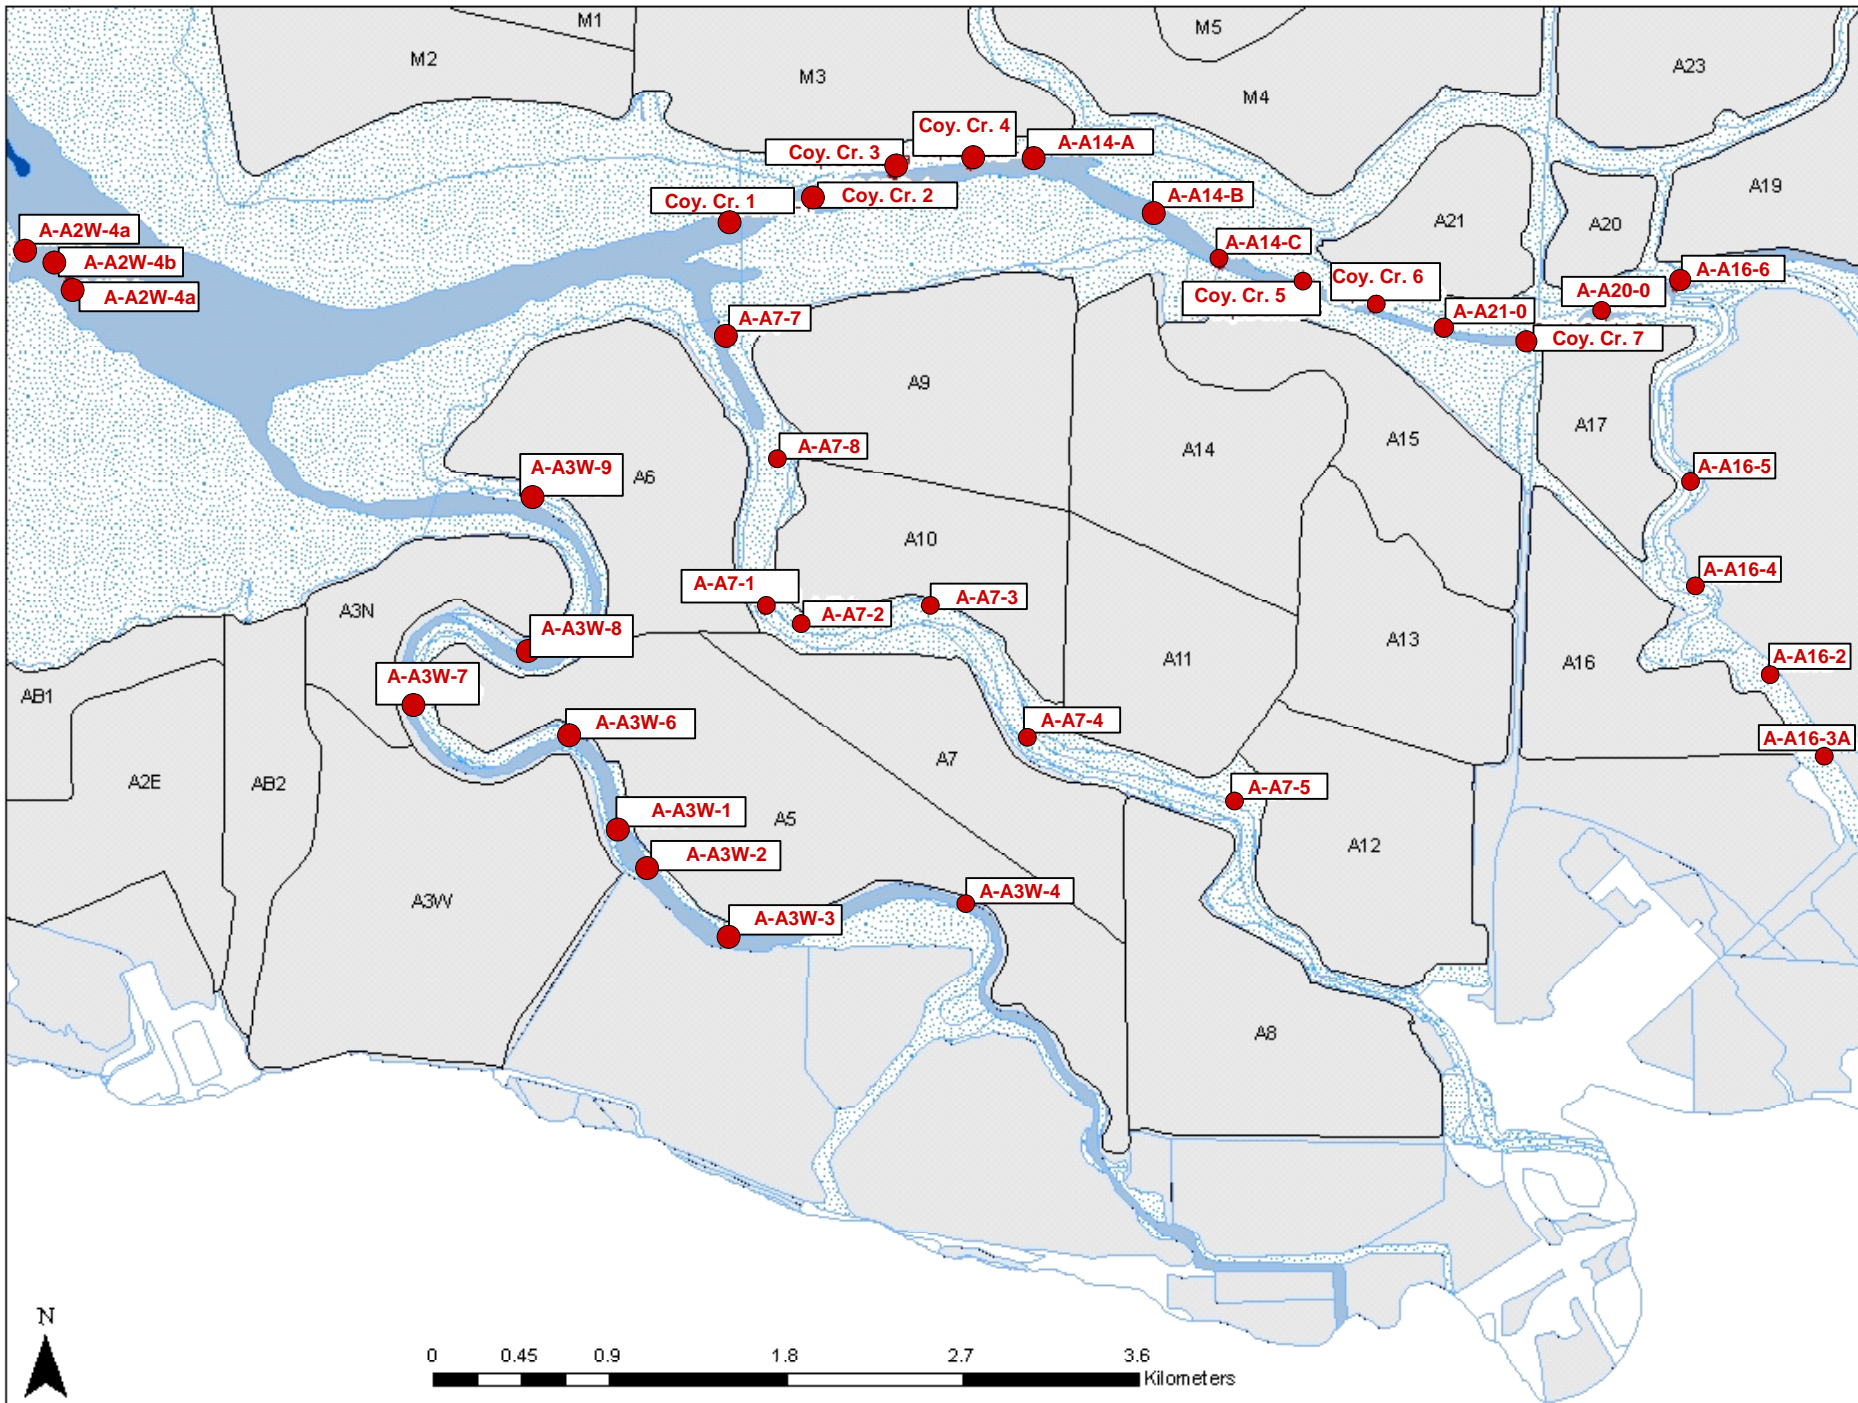 M1
M5
M2
M3
A23
M4
Coy. Cr. 4
A-A14-A
Coy. Cr. 3
A19
A-A14-B
Coy. Cr. 1
Coy. Cr. 2
A21
A20
A-A2W-4a
A-A14-C
A-A2W-4b
A-A16-6
Coy. Cr. 6
A-A20-0
A-A2W-4a
Coy. Cr. 5
A-A21-0
A-A7-7
Coy. Cr. 7
A9
A17
A15
A-A7-8
A14
A-A3W-9
A6
A-A16-5
A10
A-A16-4
A-A7-1
A-A7-3
A3N
A-A7-2
A-A3W-8
A13
A11
A16
A-A16-2
A-A3W-7
AB1
A-A3W-6
A-A7-4
A-A16-3A
A7
A2E
AB2
A-A7-5
A-A3W-1
A5
A12
A-A3W-2
A-A3W-4
A3W
A-A3W-3
A8
N
0 0.45 0.9 1.8 2.7 3.6
Kilometers